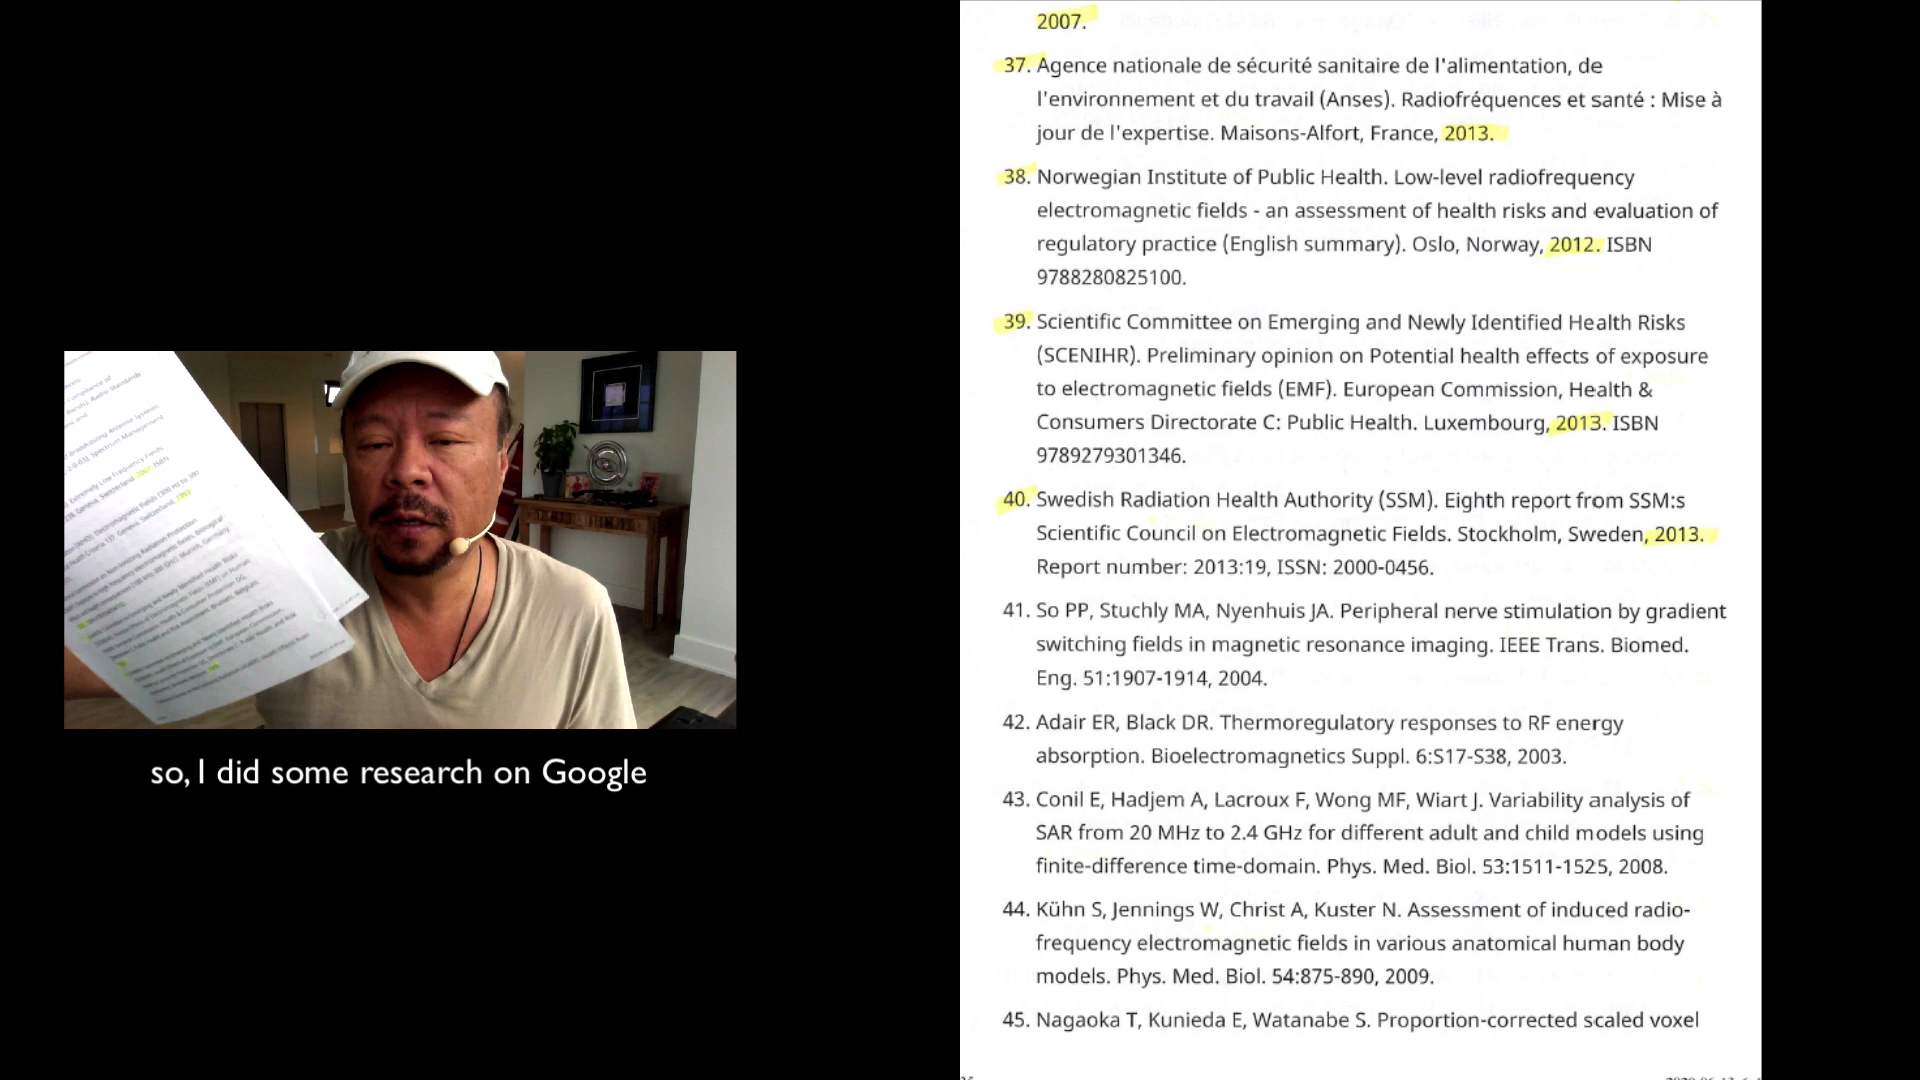 2007.
37. Agence nationale de sécurité sanitaire de l'alimentation, de
l'environnement et du travail (Anses). Radiofréquences et santé : Mise à
jour de l'expertise. Maisons-Alfort, France, 2013.
38. Norwegian Institute of Public Health. Low-level radiofrequency
electromagnetic fields - an assessment of health risks and evaluation of
regulatory practice (English summary). Oslo, Norway, 2012. ISBN
9788280825100.
39. Scientific Committee on Emerging and Newly Identified Health Risks
(SCENIHR). Preliminary opinion on Potential health effects of exposure
to electromagnetic fields (EMF). European Commission, Health &
Consumers Directorate C: Public Health. Luxembourg, 2013. ISBN
9789279301346.
40. Swedish Radiation Health Authority (SSM). Eighth report from SSM:s
Scientific Council on Electromagnetic Fields. Stockholm, Sweden, 2013.
Report number: 2013:19, ISSN: 2000-0456.
41. So PP, Stuchly MA, Nyenhuis JA. Peripheral nerve stimulation by gradient
switching fields in magnetic resonance imaging. IEEE Trans. Biomed.
Eng. 51:1907-1914, 2004.
42. Adair ER, Black DR. Thermoregulatory responses to RF energy
absorption. Bioelectromagnetics Suppl. 6:S17-S38, 2003.
43. Conil E, Hadjem A, Lacroux F, Wong MF, Wiart J. Variability analysis of
SAR from 20 MHz to 2.4 GHz for different adult and child models using
finite-difference time-domain. Phys. Med. Biol. 53:1511-1525, 2008.
44. Kühn S, Jennings W, Christ A, Kuster N. Assessment of induced radio-
frequency electromagnetic fields in various anatomical human body
models. Phys. Med. Biol. 54:875-890, 2009.
45. Nagaoka T, Kunieda E, Watanabe S. Proportion-corrected scaled voxel
so, I did some research on Google